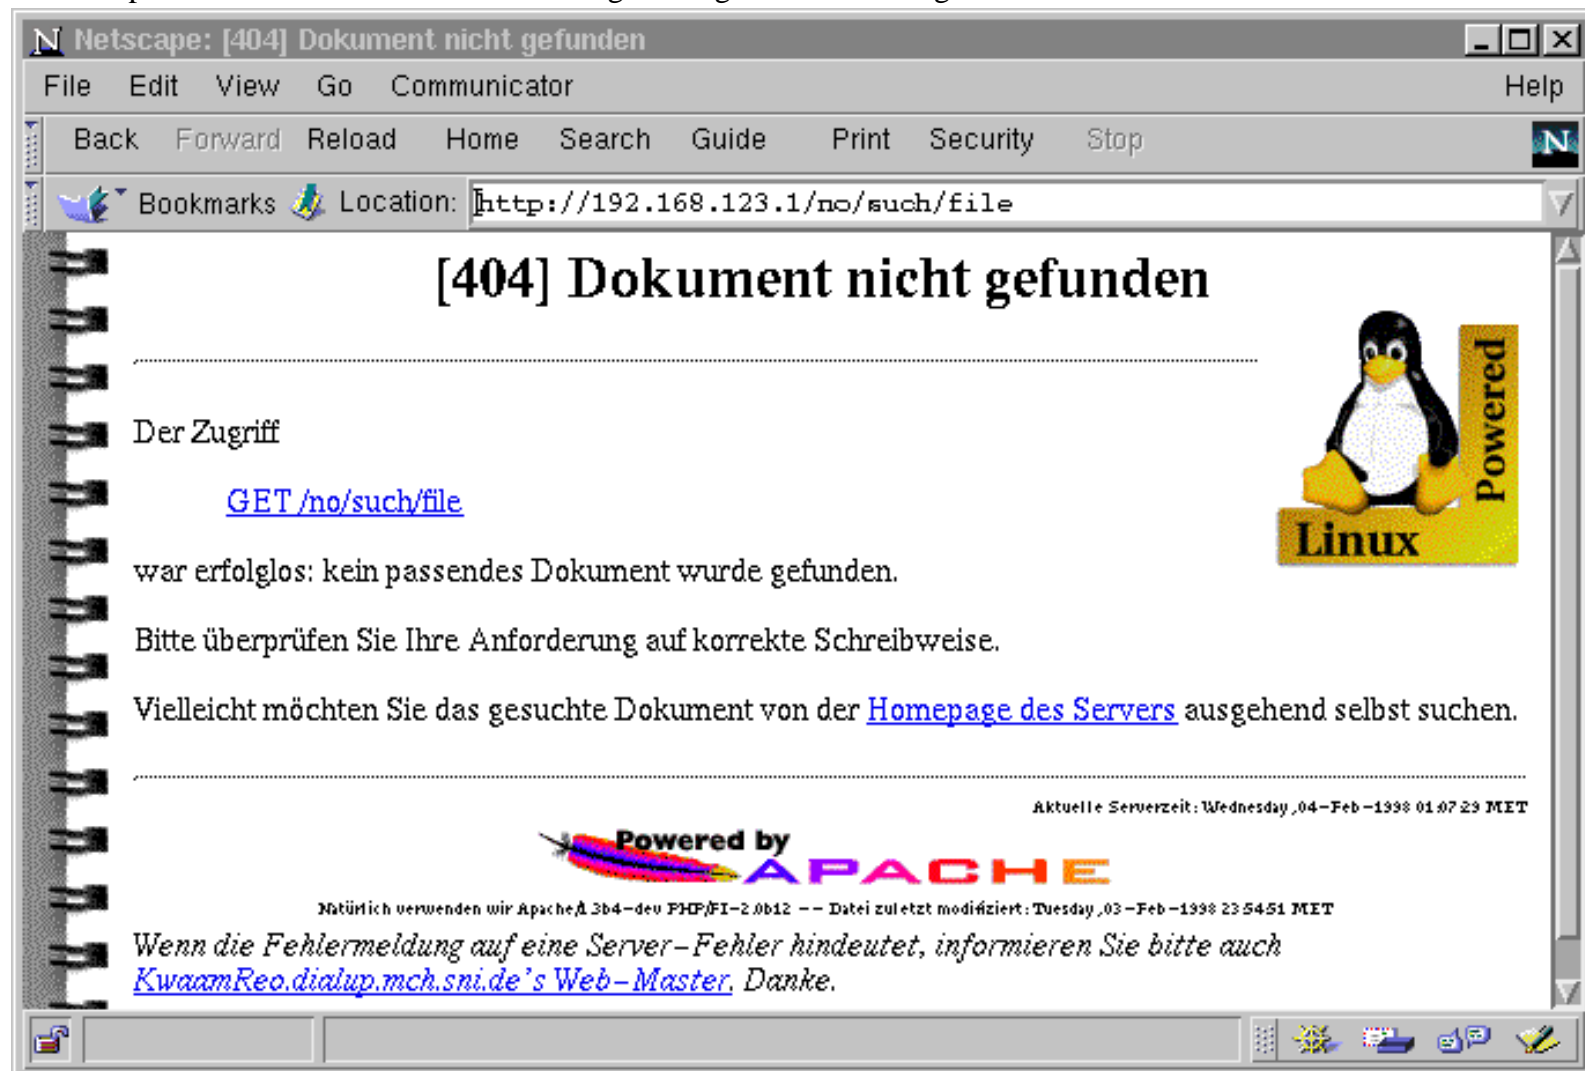 Netscape: [404] Dokument nicht gefunden
File Edit View Go Communicator Help
Back Forward Reload Home Search Guide Print Security Stop
N
Bookmarks Location: http://192.168.123.1/no/such/file
[404] Dokument nicht gefunden
Linux Powered
Der Zugriff
GET /no/such/file
war erfolglos: kein passendes Dokument wurde gefunden.
Bitte überprüfen Sie Ihre Anforderung auf korrekte Schreibweise.
Vielleicht möchten Sie das gesuchte Dokument von der Homepage des Servers ausgehend selbst suchen.
Aktuelle Serverzeit: Wednesday, 04-Feb-1998 01:07:29 MET
Powered by
APACHE
Natürlich verwenden wir Apache/1.3b4-dev PHP/FI-2.0b12 -- Datei zuletzt modifiziert: Tuesday, 03-Feb-1998 23:54:51 MET
Wenn die Fehlermeldung auf eine Server-Fehler hindeutet, informieren Sie bitte auch
KwaamReo.dialup.mch.sni.de's Web-Master. Danke.